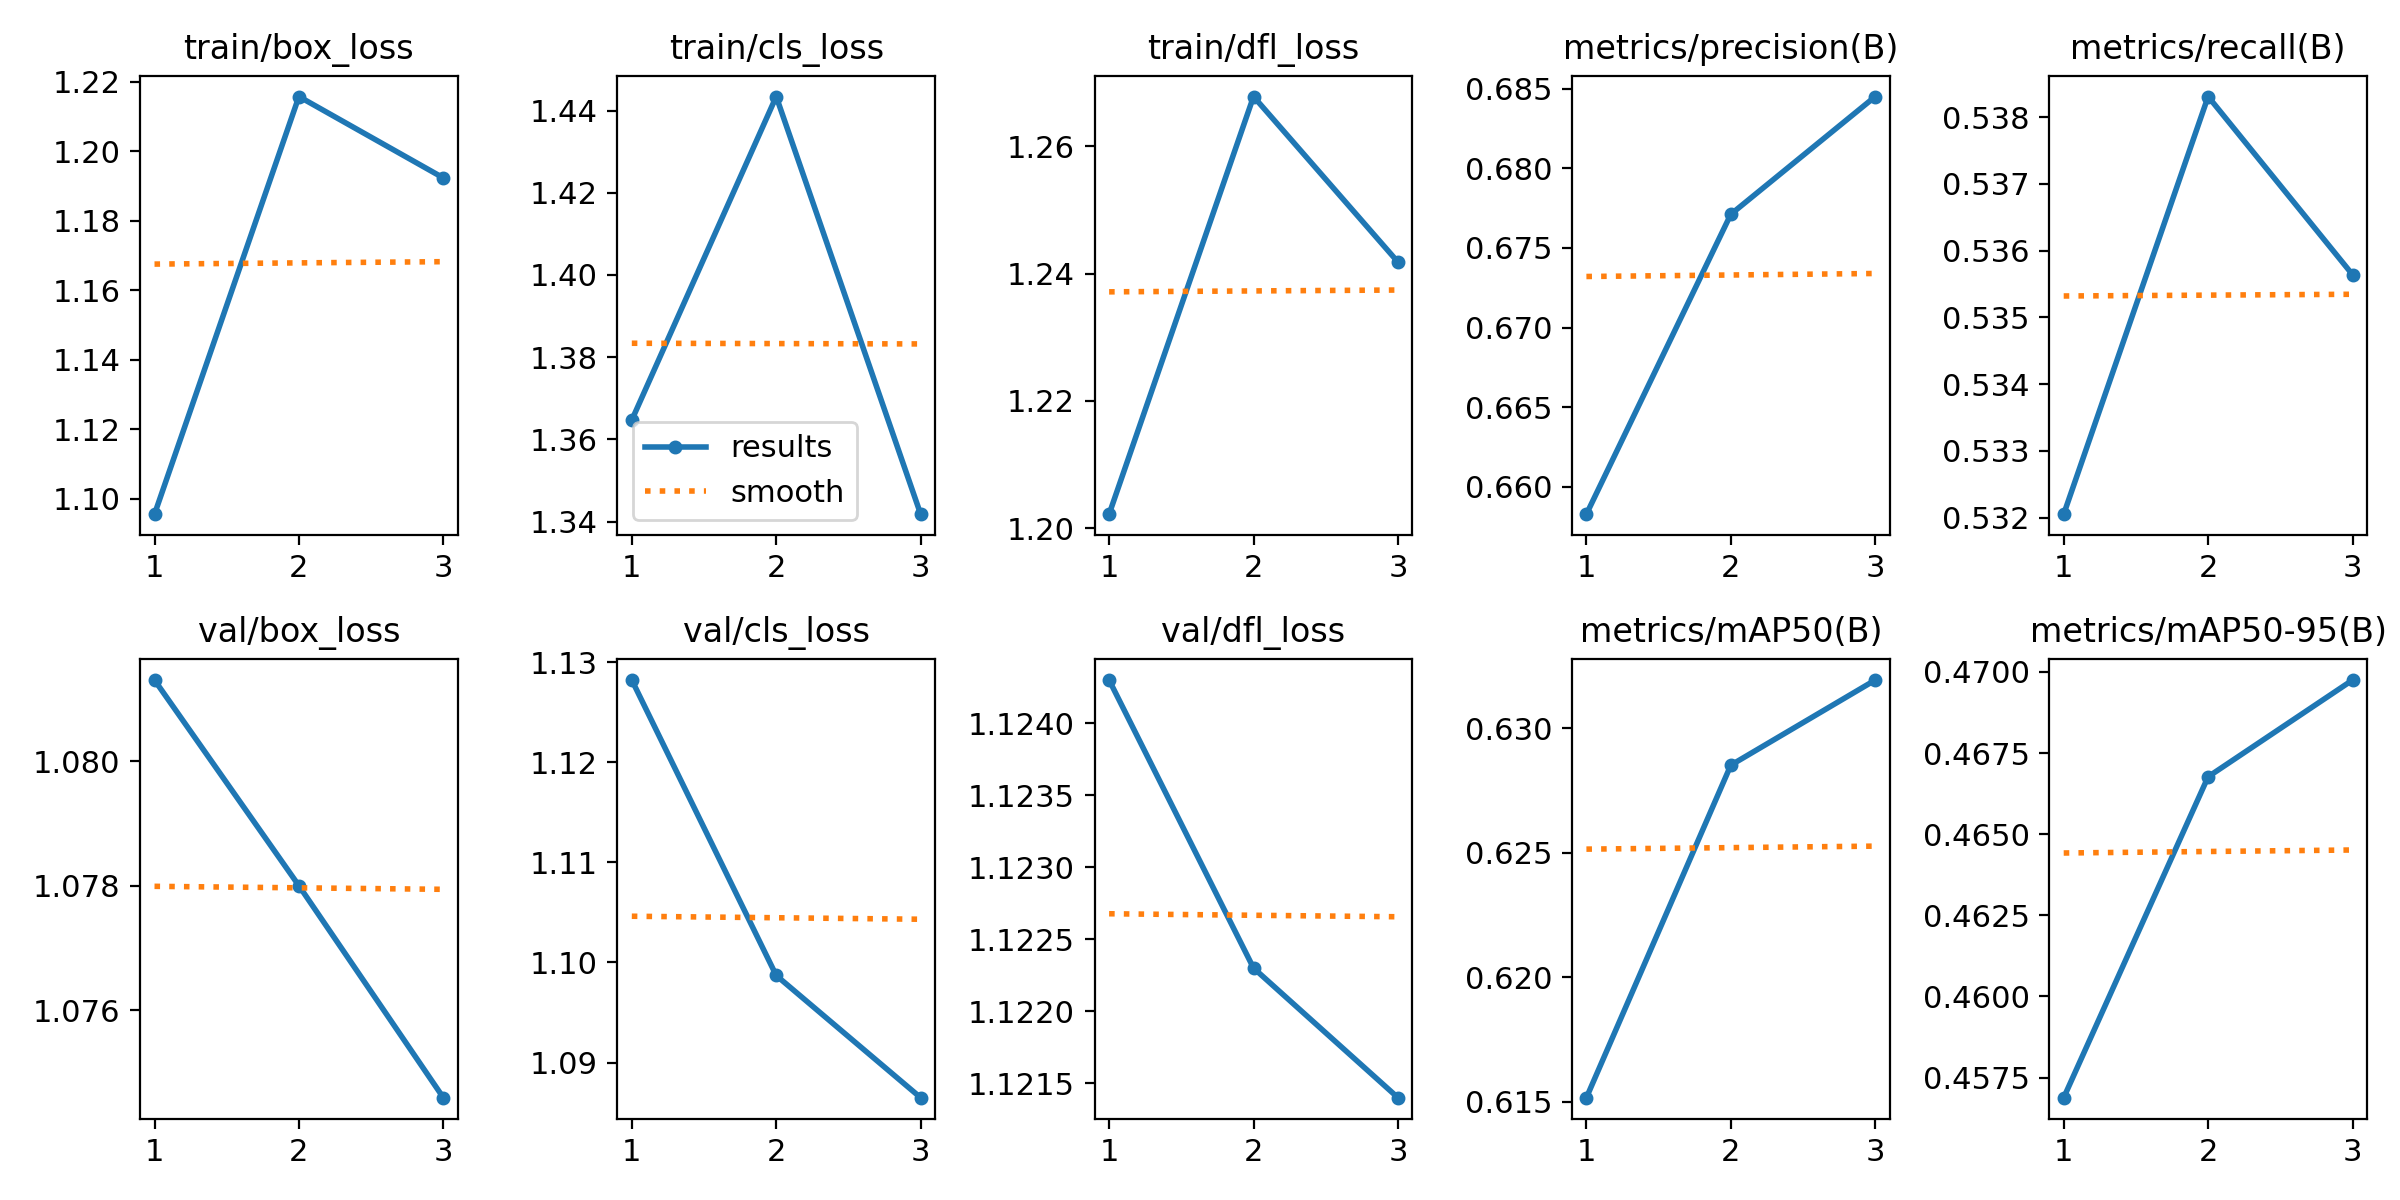 train/box_loss
1.22
1.20
1.18
1.16
1.14
1.12
1.10
1 2 3
train/cls_loss
1.44
1.42
1.40
1.38
1.36
1.34
results
smooth
1 2 3
train/dfl_loss
1.26
1.24
1.22
1.20
1 2 3
metrics/precision(B)
0.685
0.680
0.675
0.670
0.665
0.660
1 2 3
metrics/recall(B)
0.538
0.537
0.536
0.535
0.534
0.533
0.532
1 2 3
val/box_loss
1.080
1.078
1.076
1 2 3
val/cls_loss
1.13
1.12
1.11
1.10
1.09
1 2 3
val/dfl_loss
1.1240
1.1235
1.1230
1.1225
1.1220
1.1215
1 2 3
metrics/mAP50(B)
0.630
0.625
0.620
0.615
1 2 3
metrics/mAP50-95(B)
0.4700
0.4675
0.4650
0.4625
0.4600
0.4575
1 2 3